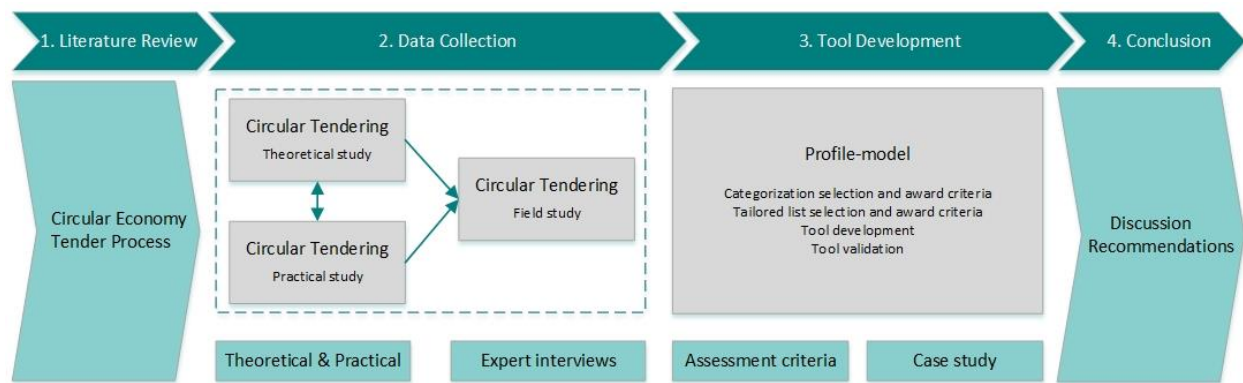 1. Literature Review
2. Data Collection
3. Tool Development
4. Conclusion
Circular Economy
Tender Process
Circular Tendering
Theoretical study
Circular Tendering
Practical study
Circular Tendering
Field study
Theoretical & Practical
Expert interviews
Profile-model
Categorization selection and award criteria
Tailored list selection and award criteria
Tool development
Tool validation
Assessment criteria
Case study
Discussion
Recommendations